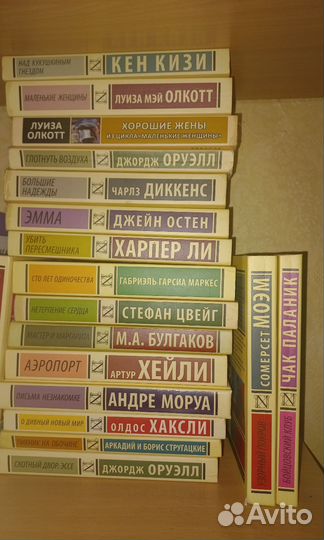 НАД КУКУШКИНЫМ
ГНЕЗДОМ
КЕН КИЗИ
МАЛЕНЬКИЕ ЖЕНЩИНЫ
ЛУИЗА МЭЙ ОЛКОТТ
ЛУИЗА
ОЛКОТТ
ХОРОШИЕ ЖЕНЫ
ИЗ ЦИКЛА «МАЛЕНЬКИЕ ЖЕНЩИНЫ»
ГЛОТНУТЬ ВОЗДУХА
ДЖОРДЖ ОРУЭЛЛ
БОЛЬШИЕ
НАДЕЖДЫ
ЧАРЛЗ ДИККЕНС
ЭММА
ДЖЕЙН ОСТЕН
УБИТЬ
ПЕРЕСМЕШНИКА
ХАРПЕР ЛИ
СТО ЛЕТ ОДИНОЧЕСТВА
ГАБРИЭЛЬ ГАРСИА МАРКЕС
НЕТЕРПЕНИЕ СЕРДЦА
СТЕФАН ЦВЕЙГ
МАСТЕР И МАРГАРИТА
М.А. БУЛГАКОВ
АЭРОПОРТ
АРТУР ХЕЙЛИ
ПИСЬМА НЕЗНАКОМКЕ
АНДРЕ МОРУА
О ДИВНЫЙ НОВЫЙ МИР
ОЛДОС ХАКСЛИ
ПИКНИК НА ОБОЧИНЕ
АРКАДИЙ И БОРИС СТРУГАЦКИЕ
СКОТНЫЙ ДВОР. ЭССЕ
ДЖОРДЖ ОРУЭЛЛ
УЗОРНЫЙ ПОКРОВ
СОМЕРСЕТ МОЭМ
БОЙЦОВСКИЙ КЛУБ
ЧАК ПАЛАНИК
Avito